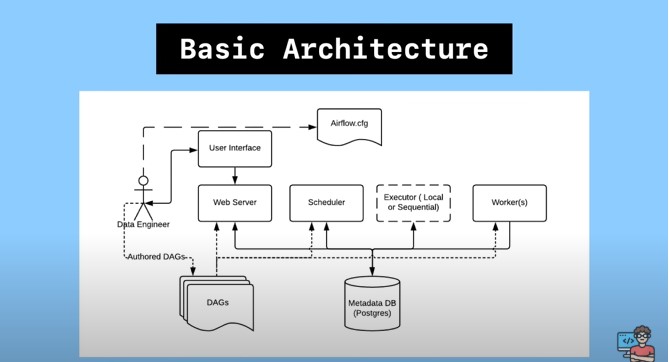 Basic Architecture
Airflow.cfg
User Interface
Web Server
Scheduler
Executor ( Local
or Sequential)
Worker(s)
Data Engineer
Authored DAGs
DAGs
Metadata DB
(Postgres)